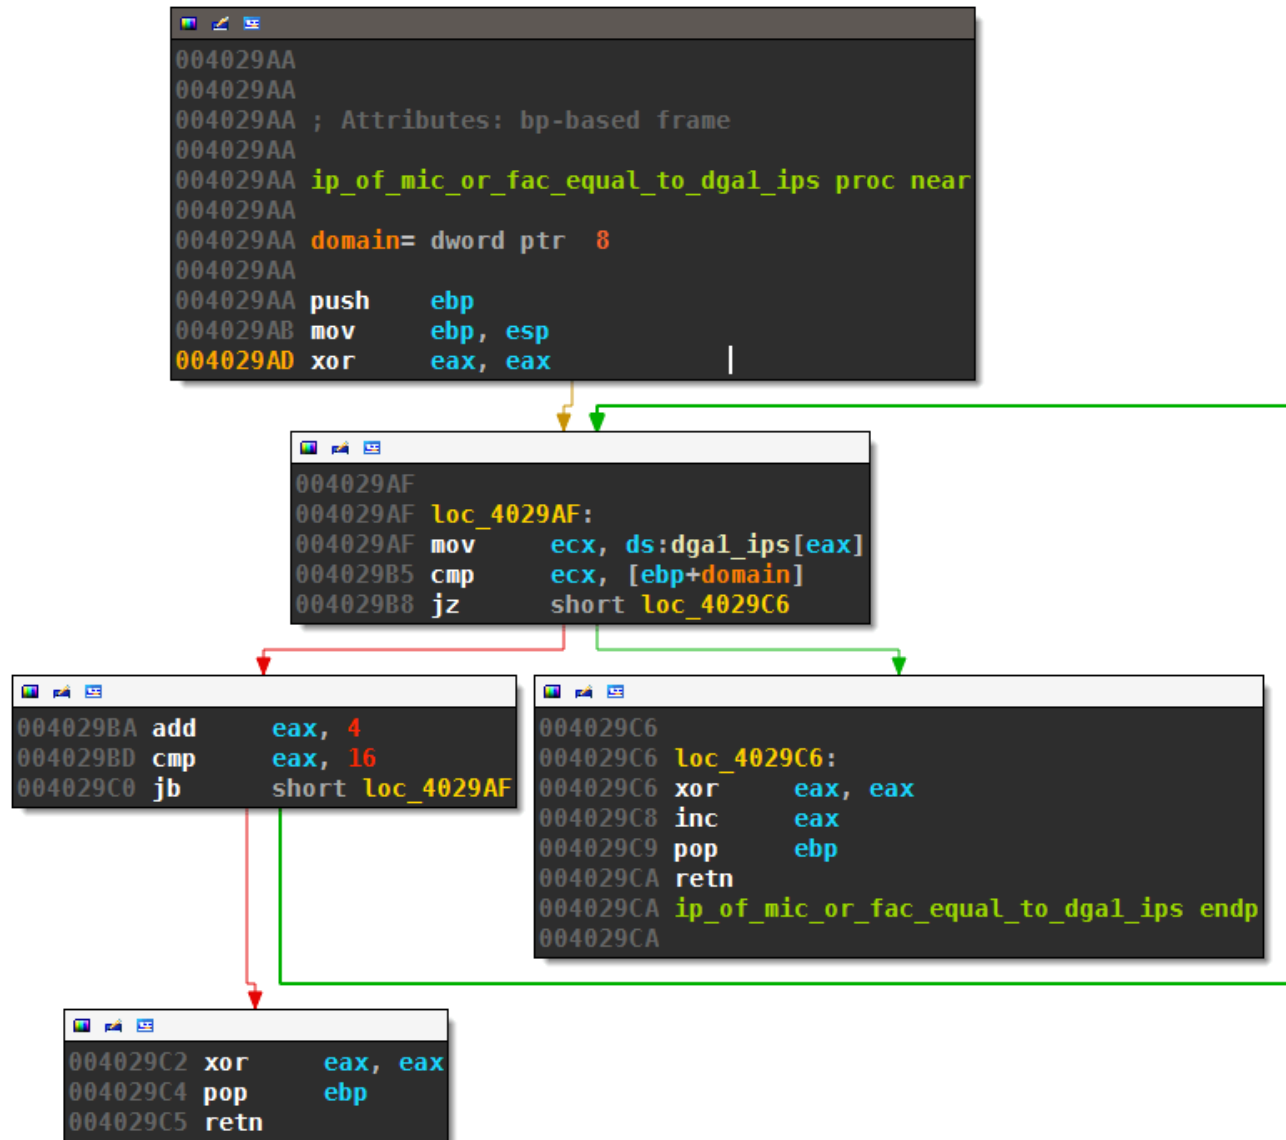 004029AA
004029AA
004029AA ; Attributes: bp-based frame
004029AA
004029AA ip_of_mic_or_fac_equal_to_dga1_ips proc near
004029AA
004029AA domain= dword ptr  8
004029AA
004029AA push    ebp
004029AB mov     ebp, esp
004029AD xor     eax, eax
004029AF
004029AF loc_4029AF:
004029AF mov     ecx, ds:dga1_ips[eax]
004029B5 cmp     ecx, [ebp+domain]
004029B8 jz      short loc_4029C6
004029BA add     eax, 4
004029BD cmp     eax, 16
004029C0 jb      short loc_4029AF
004029C6
004029C6 loc_4029C6:
004029C6 xor     eax, eax
004029C8 inc     eax
004029C9 pop     ebp
004029CA retn
004029CA ip_of_mic_or_fac_equal_to_dga1_ips endp
004029CA
004029C2 xor     eax, eax
004029C4 pop     ebp
004029C5 retn